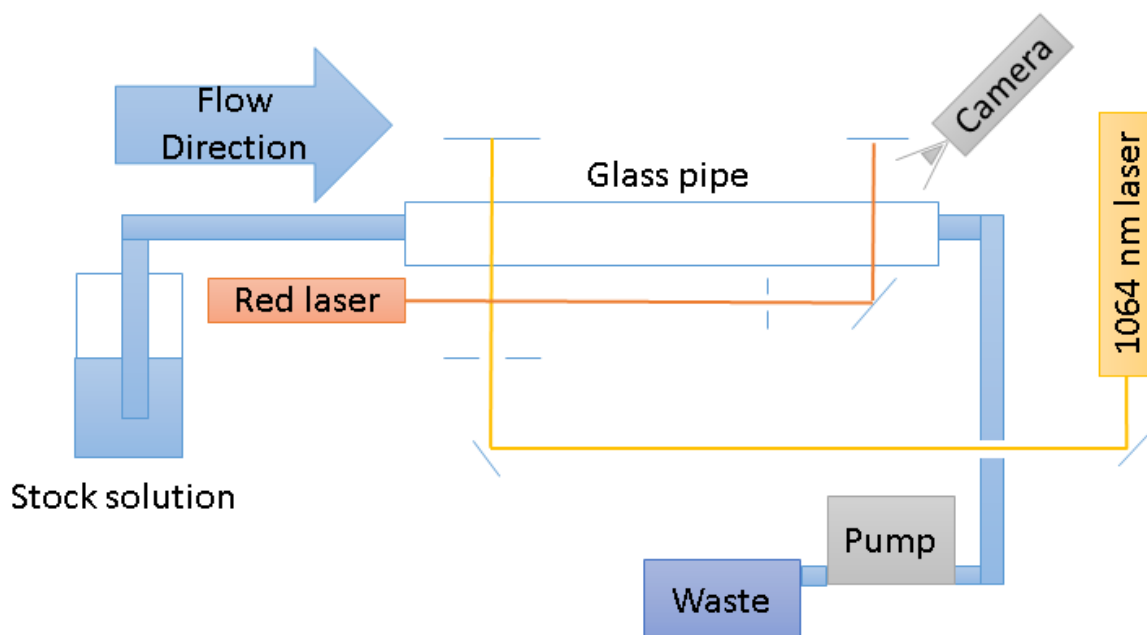 Flow
Direction
Camera
Glass pipe
1064 nm laser
Red laser
Stock solution
Pump
Waste